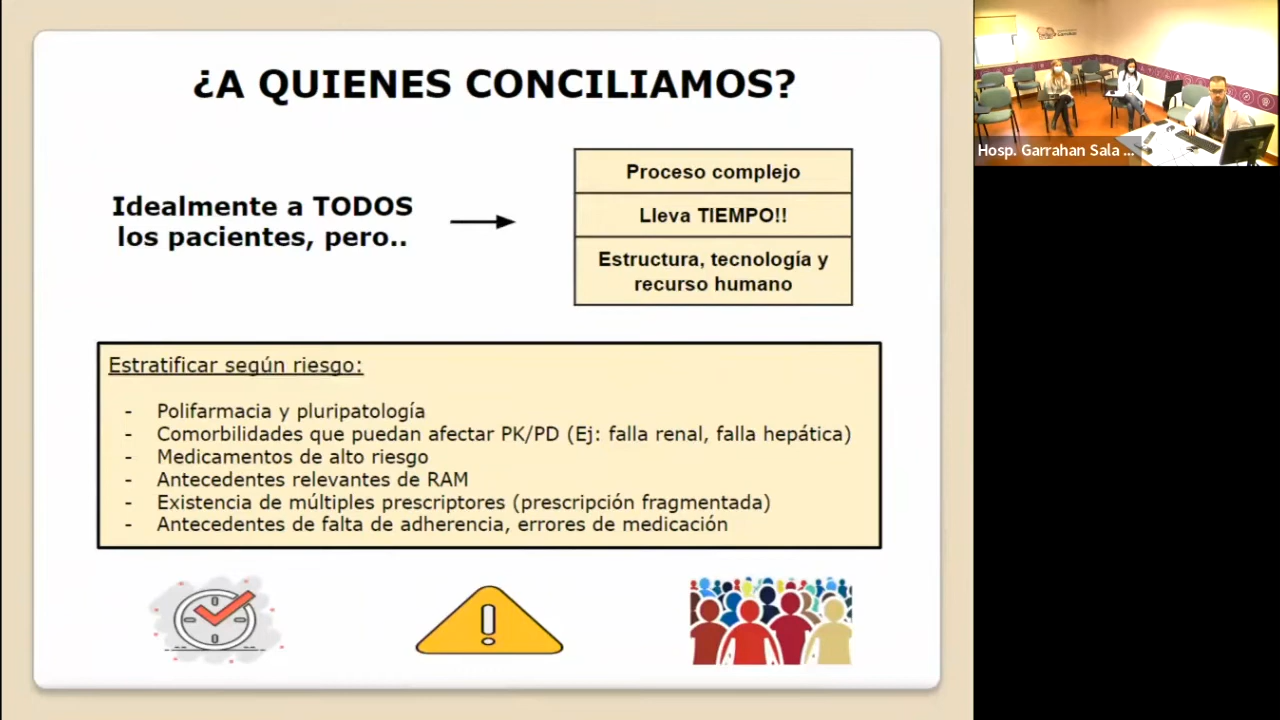 ¿A QUIENES CONCILIAMOS?
Idealmente a TODOS
los pacientes, pero..
Proceso complejo
Lleva TIEMPO!!
Estructura, tecnología y
recurso humano
Estratificar según riesgo:
- Polifarmacia y pluripatología
- Comorbilidades que puedan afectar PK/PD (Ej: falla renal, falla hepática)
- Medicamentos de alto riesgo
- Antecedentes relevantes de RAM
- Existencia de múltiples prescriptores (prescripción fragmentada)
- Antecedentes de falta de adherencia, errores de medicación
Hosp. Garrahan Sala ...